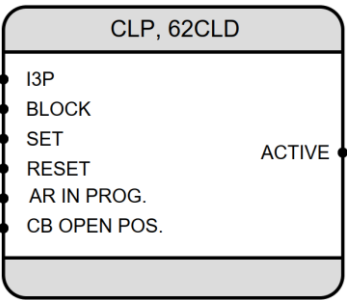 CLP, 62CLD
I3P
BLOCK
SET
RESET
AR IN PROG.
CB OPEN POS.
ACTIVE